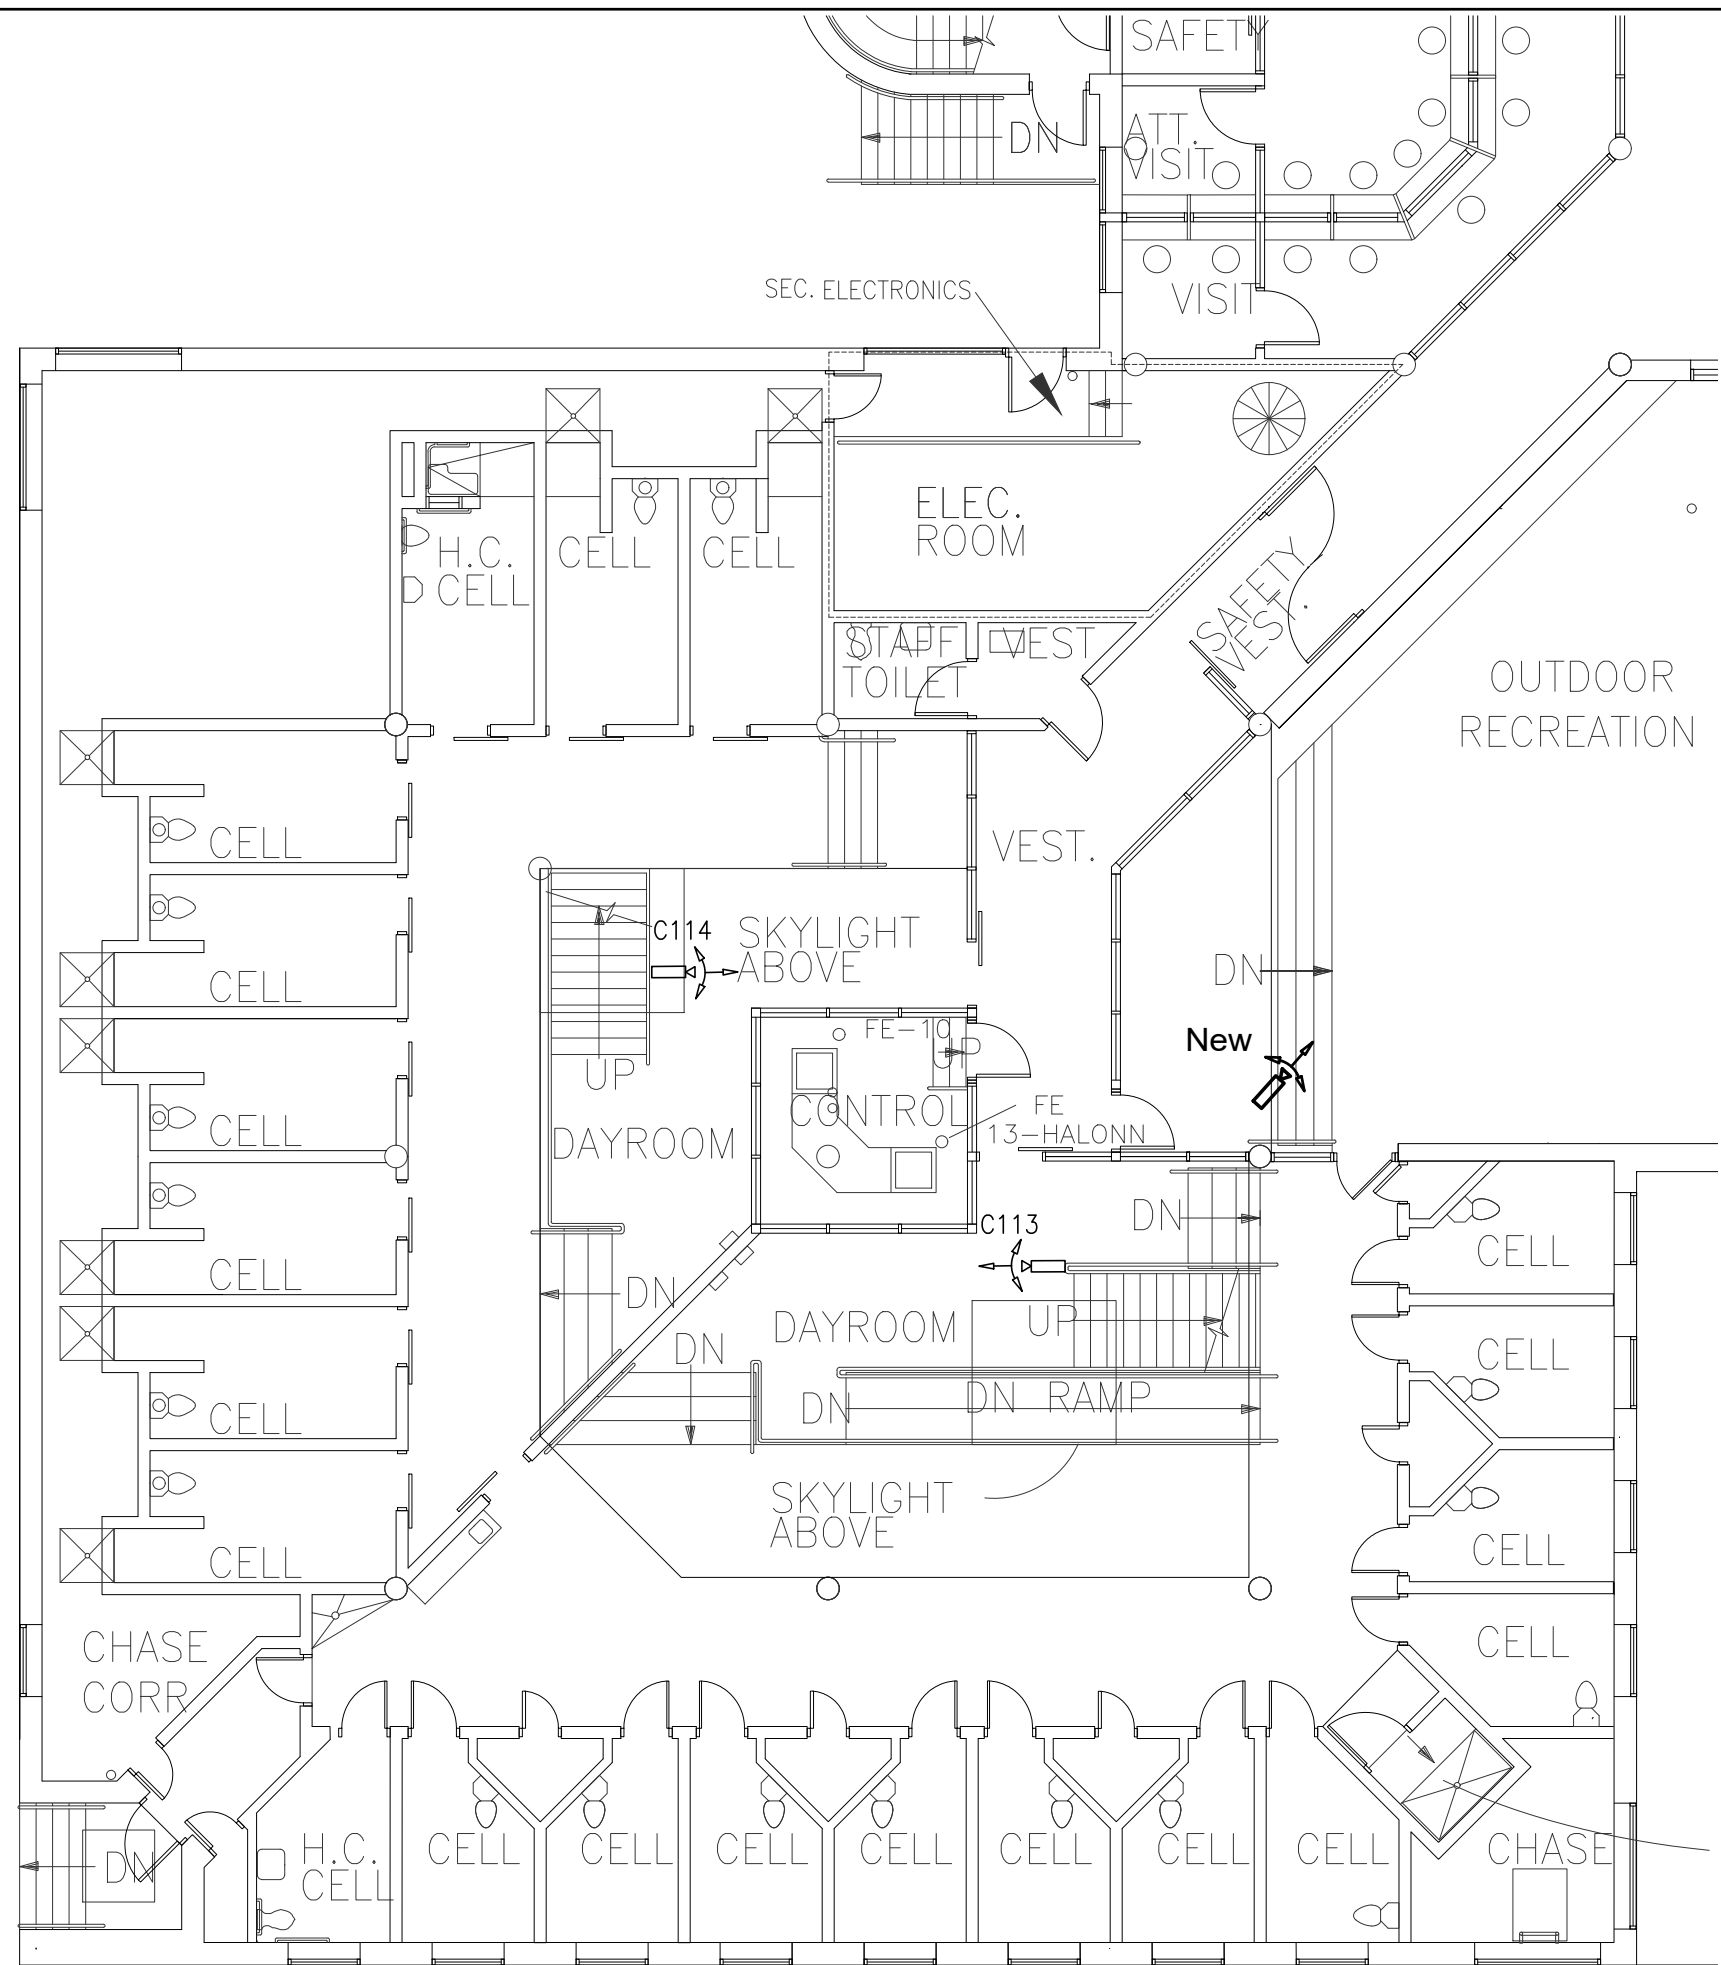 SAFETY
DN
ATT.
VISIT
SEC. ELECTRONICS
VISIT
ELEC.
ROOM
H.C.
CELL
CELL
CELL
SAFETY
VEST.
STAFF
TOILET
VEST
OUTDOOR
RECREATION
CELL
VEST.
C114
SKYLIGHT
ABOVE
CELL
DN
FE-10
UP
New
UP
CELL
DAYROOM
CONTROL
FE
13-HALONN
DN
C113
CELL
CELL
DN
DAYROOM
UP
DN
CELL
CELL
DN
DN RAMP
SKYLIGHT
ABOVE
CELL
CELL
CHASE
CORR
CELL
DN
H.C.
CELL
CELL
CELL
CELL
CELL
CELL
CELL
CELL
CHASE